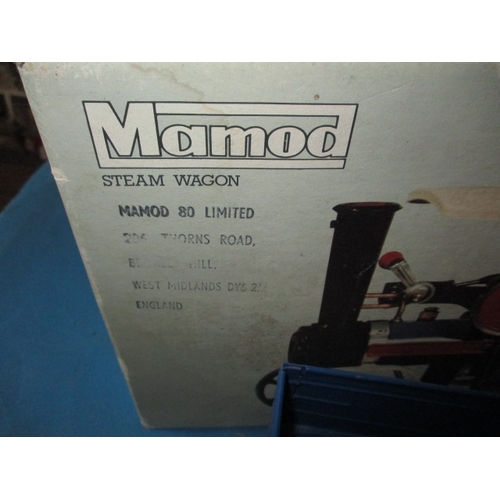 Mamod
STEAM WAGON
MAMOD 80 LIMITED
THORNS ROAD,
HILL,
WEST MIDLANDS
ENGLAND